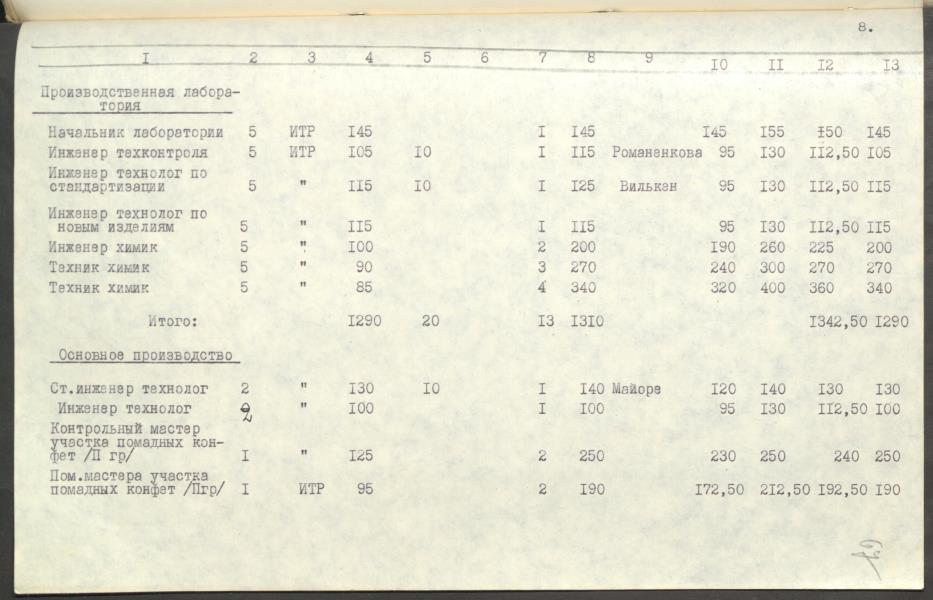 8.
I 2 3 4 5 6 7 8 9 IO II I2 I3
Производственная лабора-
тория
Начальник лаборатории 5 ИТР I45 I I45 I45 I55 I50 I45
Инженер техконтроля 5 ИТР I05 IO I II5 Романенкова 95 I30 II2,50 I05
Инженер технолог по
стандартизации 5 " II5 IO I I25 Вилькен 95 I30 II2,50 II5
Инженер технолог по
новым изделиям 5 " II5 I II5 95 I30 II2,50 II5
Инженер химик 5 " I00 2 200 I90 260 225 200
Техник химик 5 " 90 3 270 240 300 270 270
Техник химик 5 " 85 4 340 320 400 360 340
Итого: I290 20 I3 I3I0 I342,50 I290
Основное производство
Ст.инженер технолог 2 " I30 IO I I40 Майоре I20 I40 I30 I30
Инженер технолог 2 " I00 I I00 95 I30 II2,50 I00
Контрольный мастер
участка помадных кон-
фет /П гр/ I " I25 2 250 230 250 240 250
Пом.мастера участка
помадных конфет /Пгр/ I ИТР 95 2 I90 I72,50 2I2,50 I92,50 I90